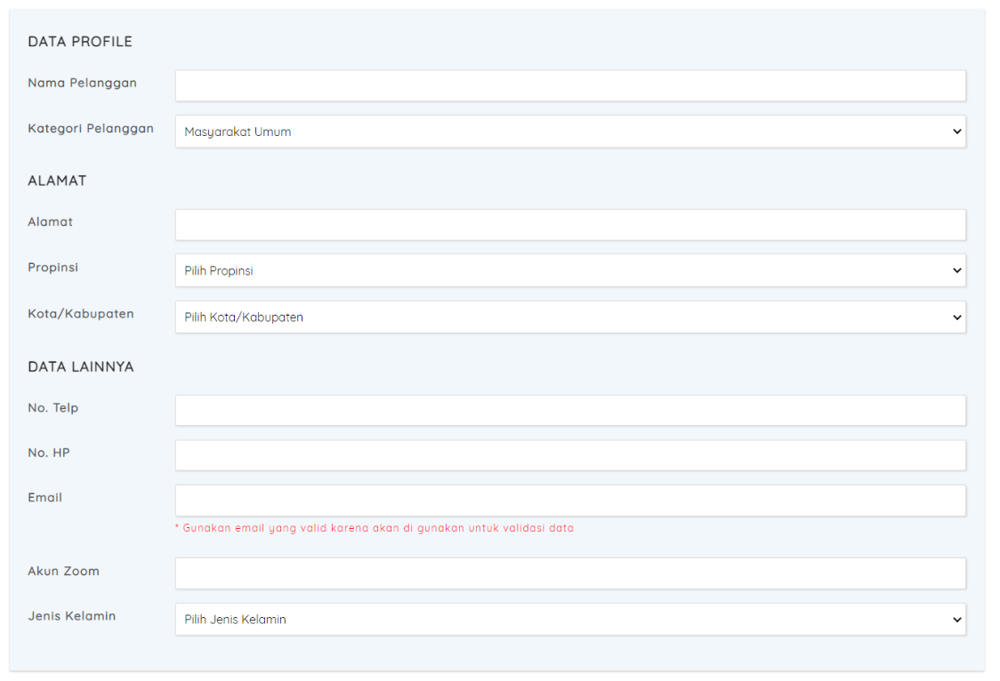 DATA PROFILE
Nama Pelanggan
Kategori Pelanggan Masyarakat Umum
ALAMAT
Alamat
Propinsi Pilih Propinsi
Kota/Kabupaten Pilih Kota/Kabupaten
DATA LAINNYA
No. Telp
No. HP
Email
* Gunakan email yang valid karena akan di gunakan untuk validasi data
Akun Zoom
Jenis Kelamin Pilih Jenis Kelamin